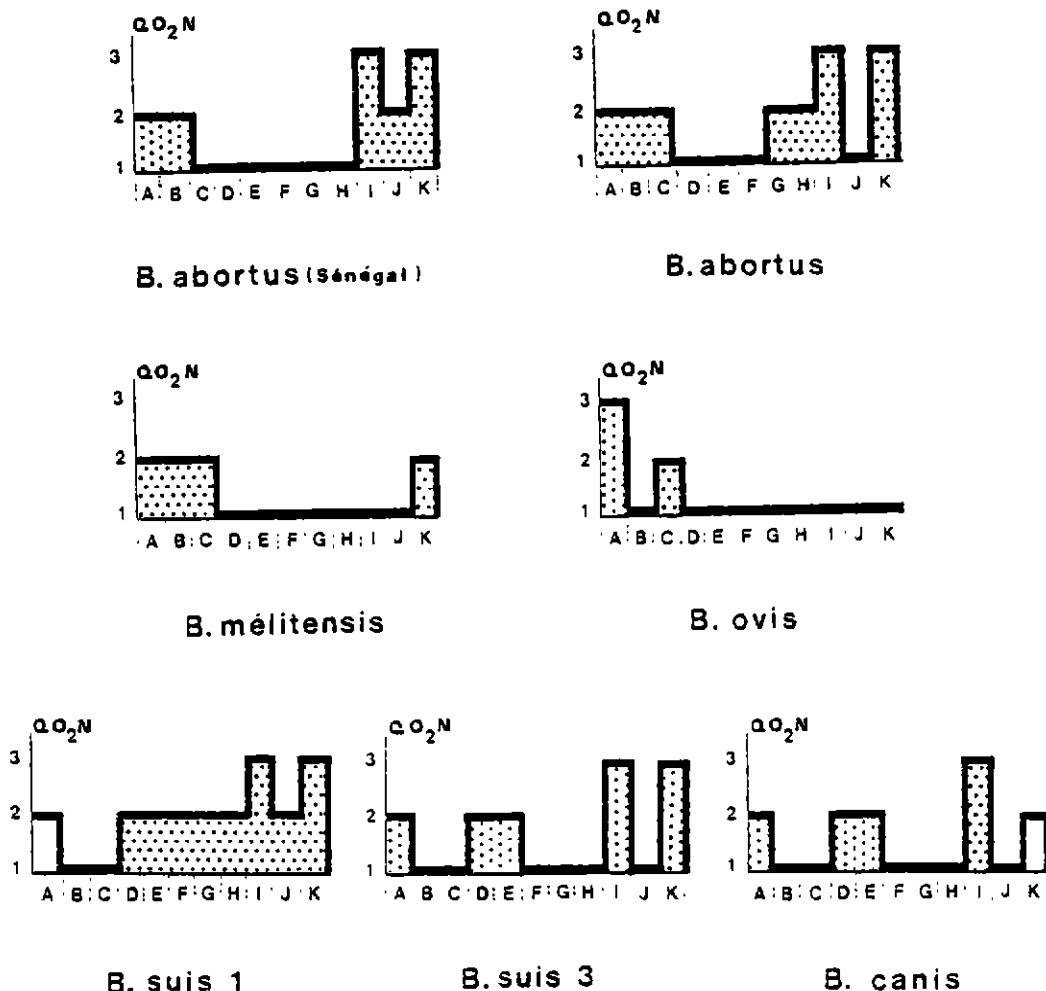 QO2N
3
2
1
A B C D E F G H I J K
B. abortus (Sénégal)
QO2N
3
2
1
A B C D E F G H I J K
B. abortus
QO2N
3
2
1
A B C D E F G H I J K
B. mélitensis
QO2N
3
2
1
A B C D E F G H I J K
B. ovis
QO2N
3
2
1
A B C D E F G H I J K
B. suis 1
QO2N
3
2
1
A B C D E F G H I J K
B. suis 3
QO2N
3
2
1
A B C D E F G H I J K
B. canis